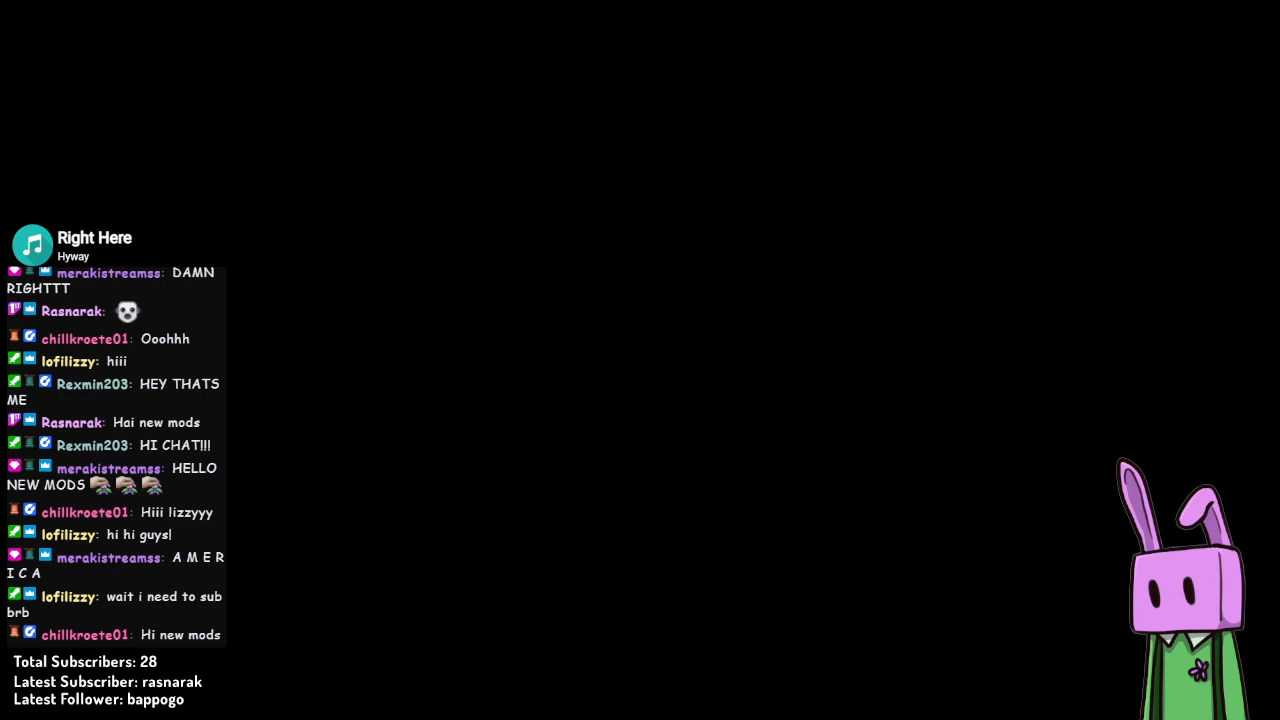 Right Here
Hyway
merakistreamss: DAMN
RIGHTTT
Rasnarak:
chillkroete01: Ooohhh
lofilizzy: hiii
Rexmin203: HEY THATS
ME
Rasnarak: Hai new mods
Rexmin203: HI CHAT!!!
merakistreamss: HELLO
NEW MODS
chillkroete01: Hiii lizzyyy
lofilizzy: hi hi guys!
merakistreamss: A M E R
I C A
lofilizzy: wait i need to sub
brb
chillkroete01: Hi new mods
Total Subscribers: 28
Latest Subscriber: rasnarak
Latest Follower: bappogo